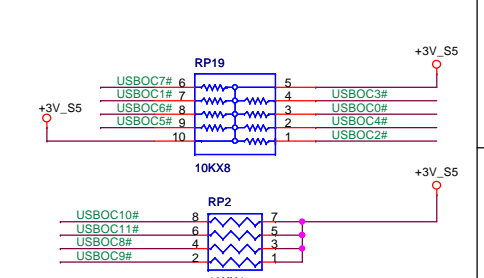 +3V_S5
RP19
USBOC7# 6 5
USBOC1# 7 4 USBOC3#
+3V_S5 USBOC6# 8 3 USBOC0#
USBOC5# 9 2 USBOC4#
10 1 USBOC2#
10KX8
+3V_S5
RP2
USBOC10# 8 7
USBOC11# 6 5
USBOC8# 4 3
USBOC9# 2 1